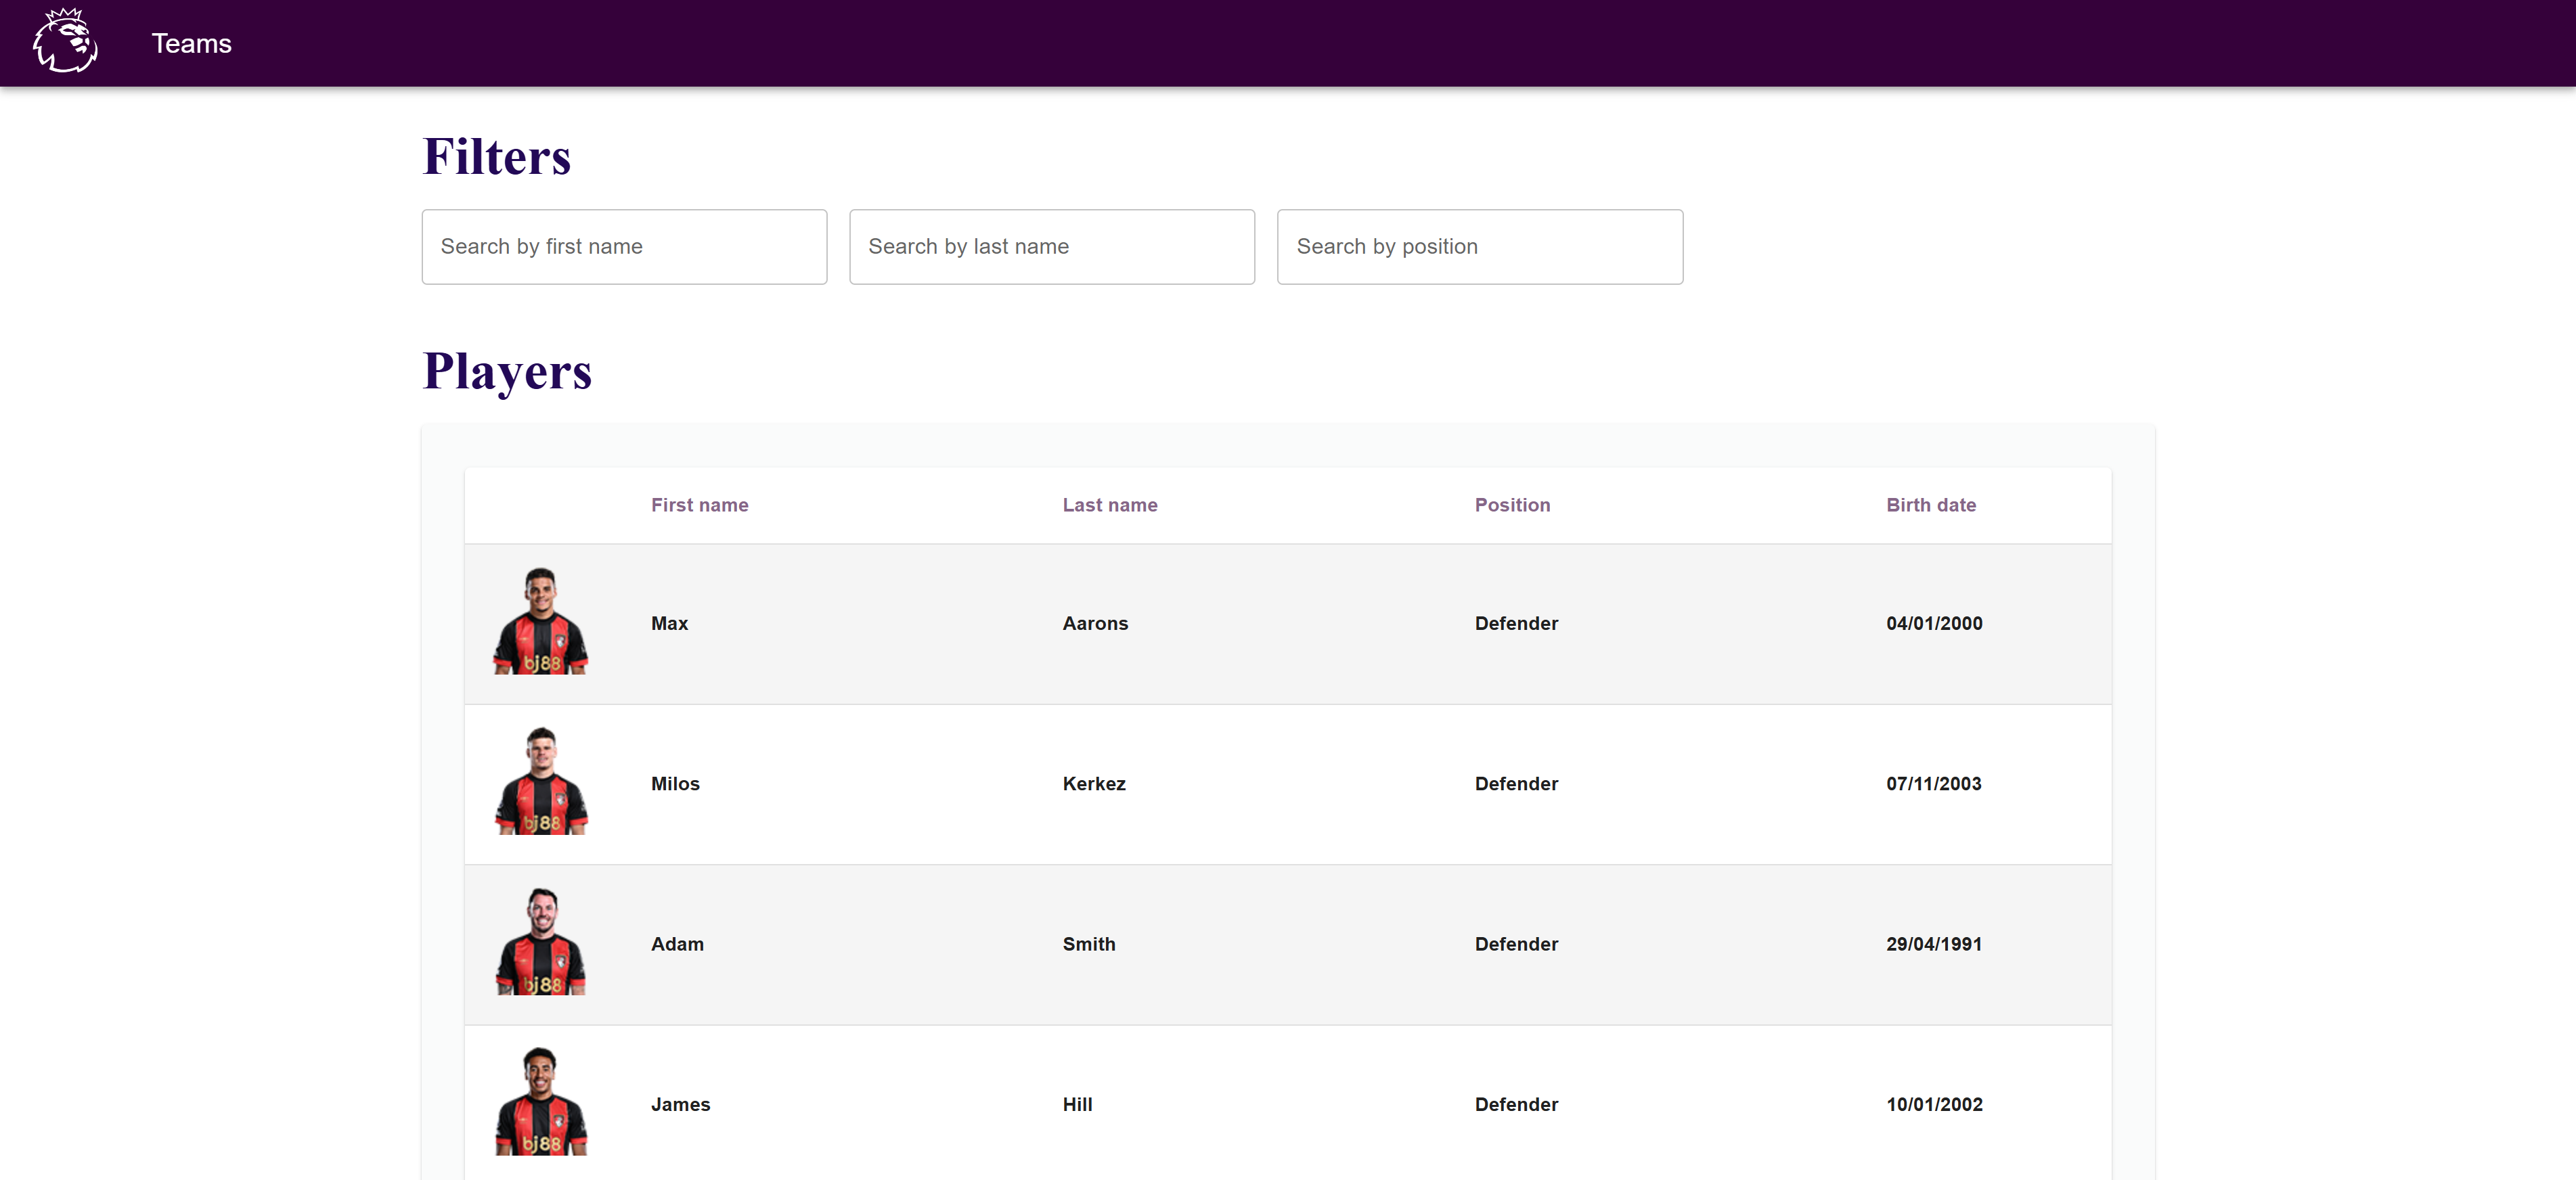 Teams
Filters
Search by first name Search by last name Search by position
Players
First name Last name Position Birth date
bj88
Max Aarons Defender 04/01/2000
bj88
Milos Kerkez Defender 07/11/2003
bj88
Adam Smith Defender 29/04/1991
bj88
James Hill Defender 10/01/2002